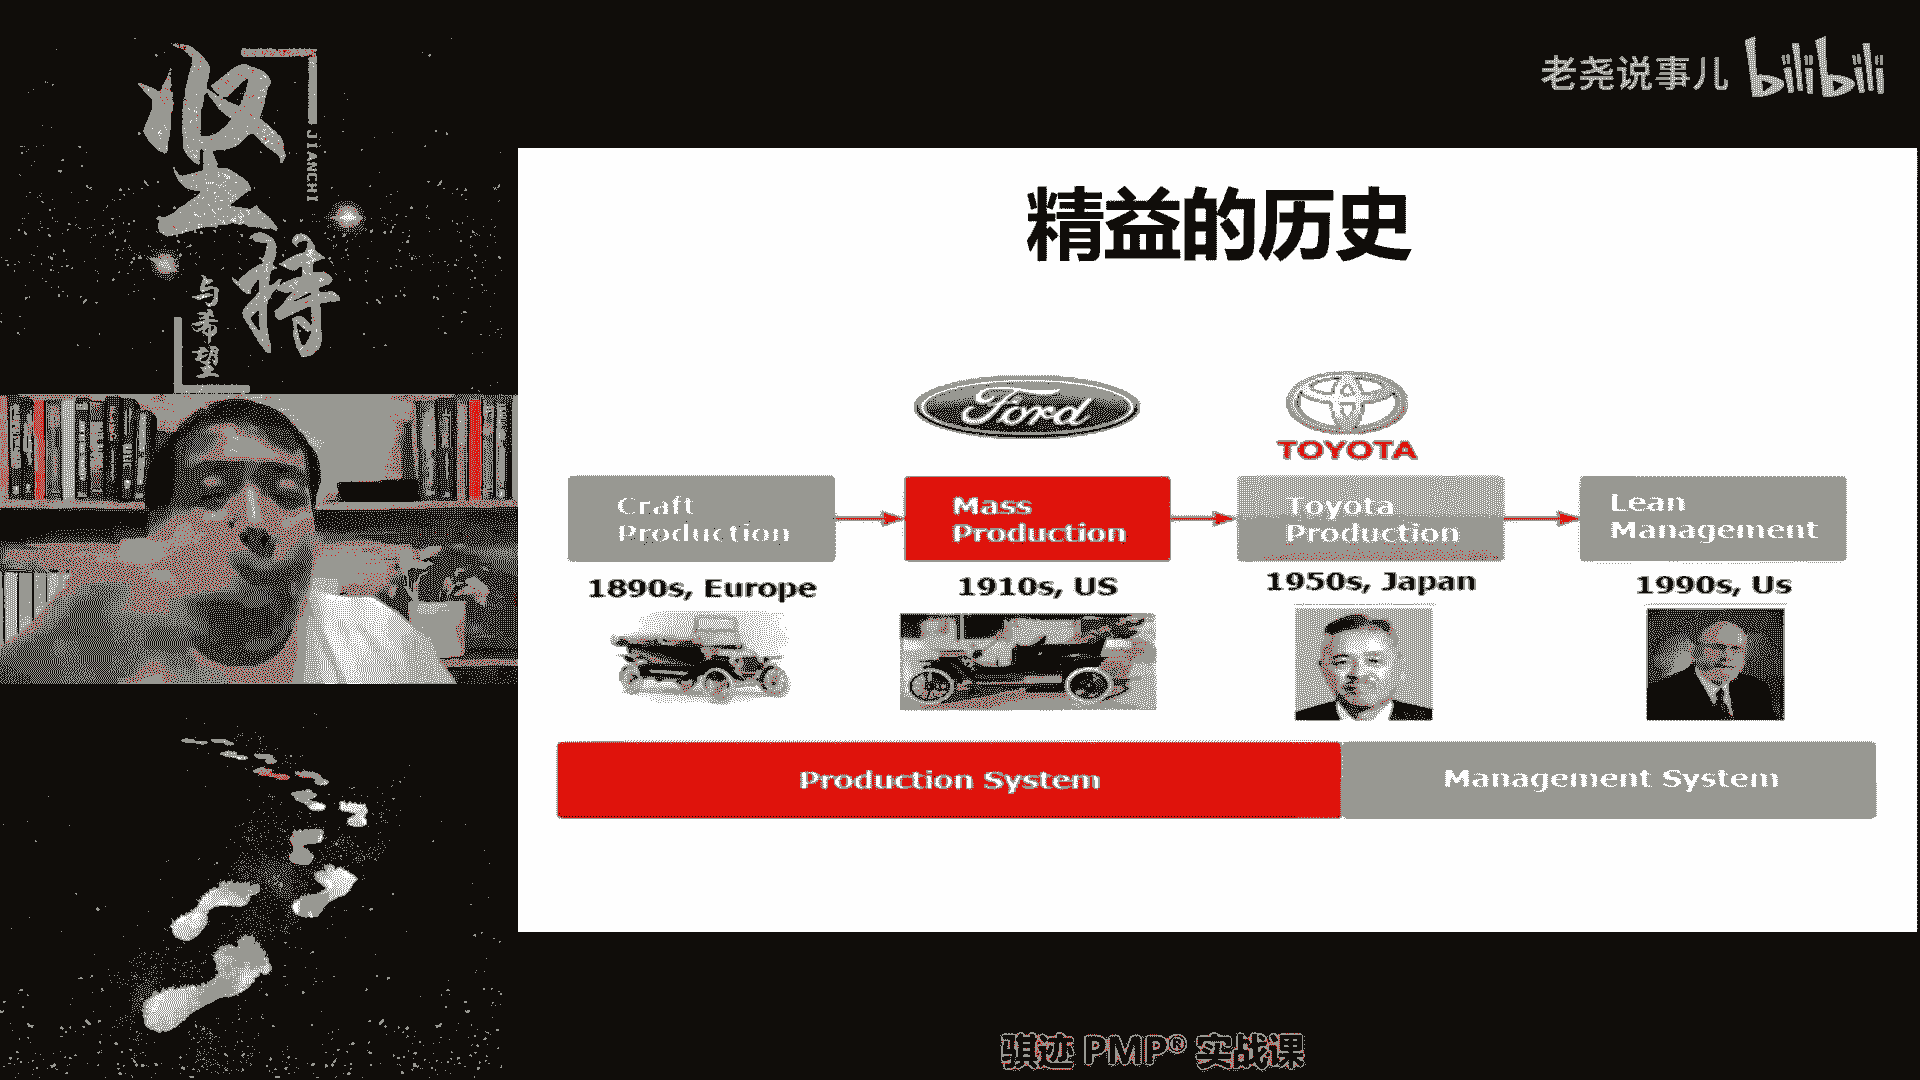 坚持
JIANCHI
与希望
老尧说事儿 bilibili
精益的历史
Ford
TOYOTA
Craft
Production
Mass
Production
Toyota
Production
Lean
Management
1890s, Europe
1910s, US
1950s, Japan
1990s, Us
Production System
Management System
骐迹 PMP® 实战课